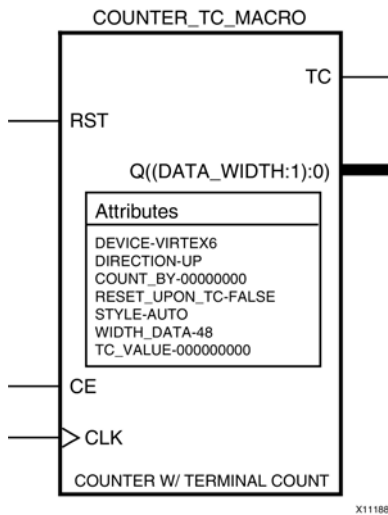 COUNTER_TC_MACRO
TC
RST
Q((DATA_WIDTH:1):0)
Attributes
DEVICE-VIRTEX6
DIRECTION-UP
COUNT_BY-00000000
RESET_UPON_TC-FALSE
STYLE-AUTO
WIDTH_DATA-48
TC_VALUE-000000000
CE
CLK
COUNTER W/ TERMINAL COUNT
X11188